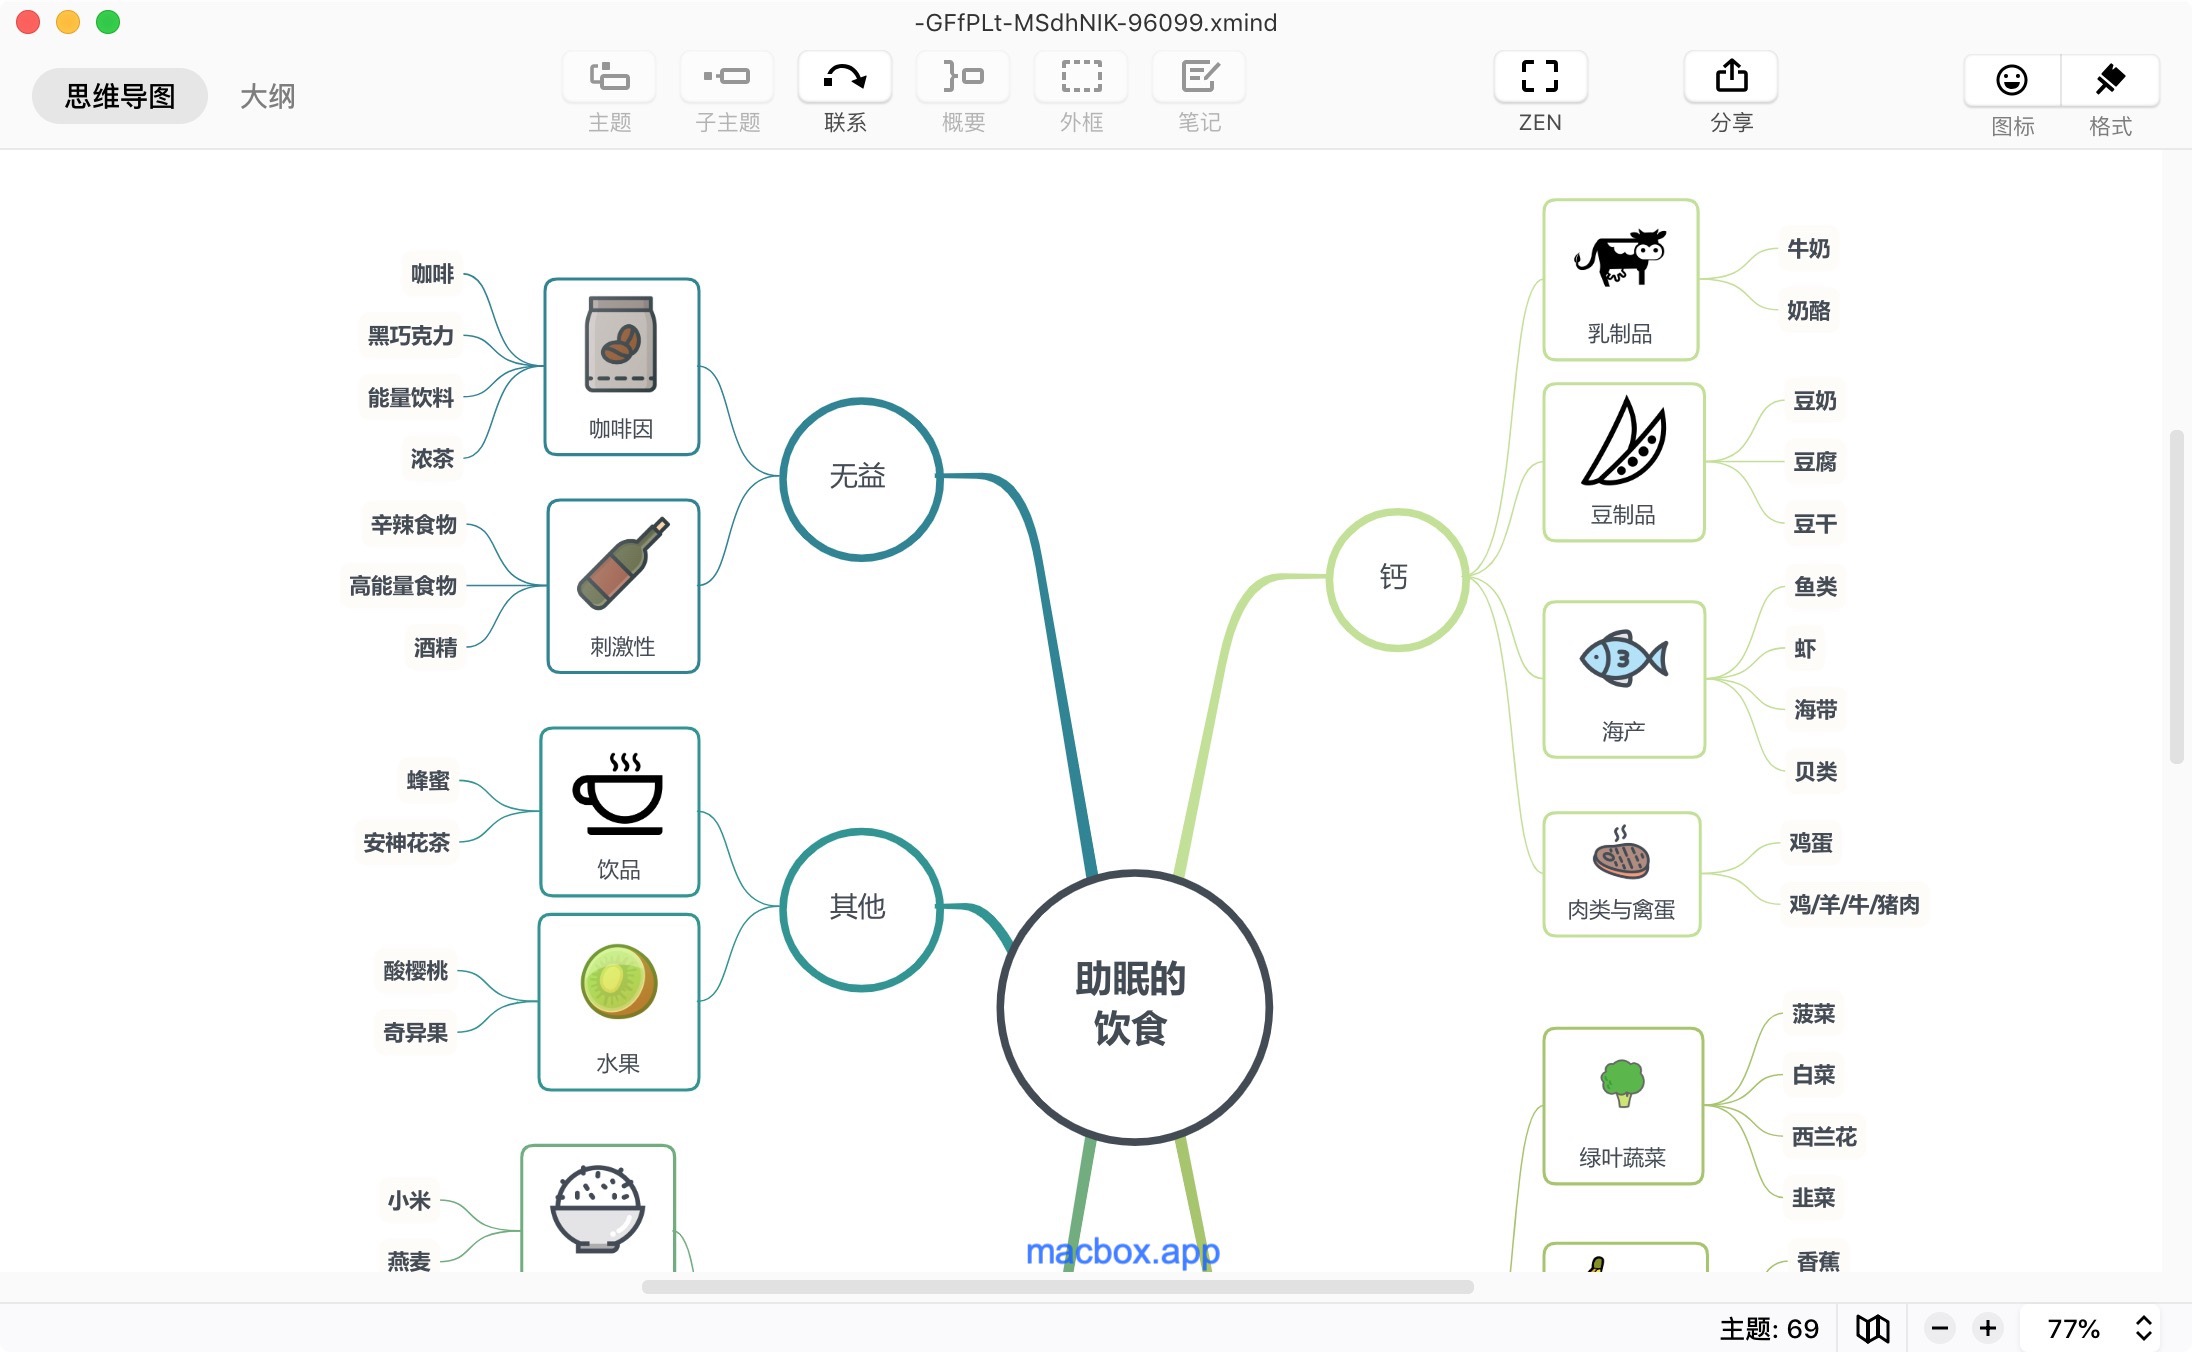 -GFfPLt-MSdhNIK-96099.xmind
思维导图
大纲
主题
子主题
联系
概要
外框
笔记
ZEN
分享
图标
格式
咖啡
黑巧克力
能量饮料
浓茶
咖啡因
辛辣食物
高能量食物
酒精
刺激性
无益
蜂蜜
安神花茶
饮品
酸樱桃
奇异果
水果
其他
小米
燕麦
助眠的
饮食
钙
乳制品
牛奶
奶酪
豆制品
豆奶
豆腐
豆干
3
海产
鱼类
虾
海带
贝类
肉类与禽蛋
鸡蛋
鸡/羊/牛/猪肉
绿叶蔬菜
菠菜
白菜
西兰花
韭菜
香蕉
macbox.app
主题: 69
77%